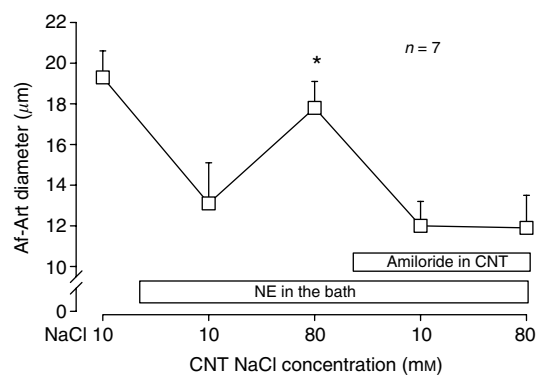 22
20
18
16
14
12
10
0
Af-Art diameter (μm)
*
n = 7
Amiloride in CNT
NE in the bath
NaCl 10 10 80 10 80
CNT NaCl concentration (mM)